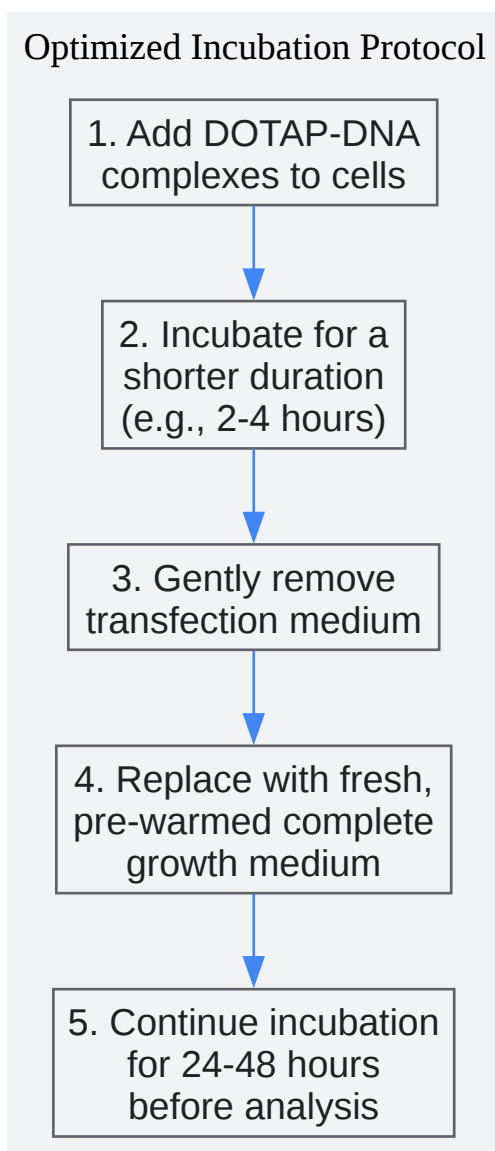 Optimized Incubation Protocol
1. Add DOTAP-DNA
complexes to cells
2. Incubate for a
shorter duration
(e.g., 2-4 hours)
3. Gently remove
transfection medium
4. Replace with fresh,
pre-warmed complete
growth medium
5. Continue incubation
for 24-48 hours
before analysis